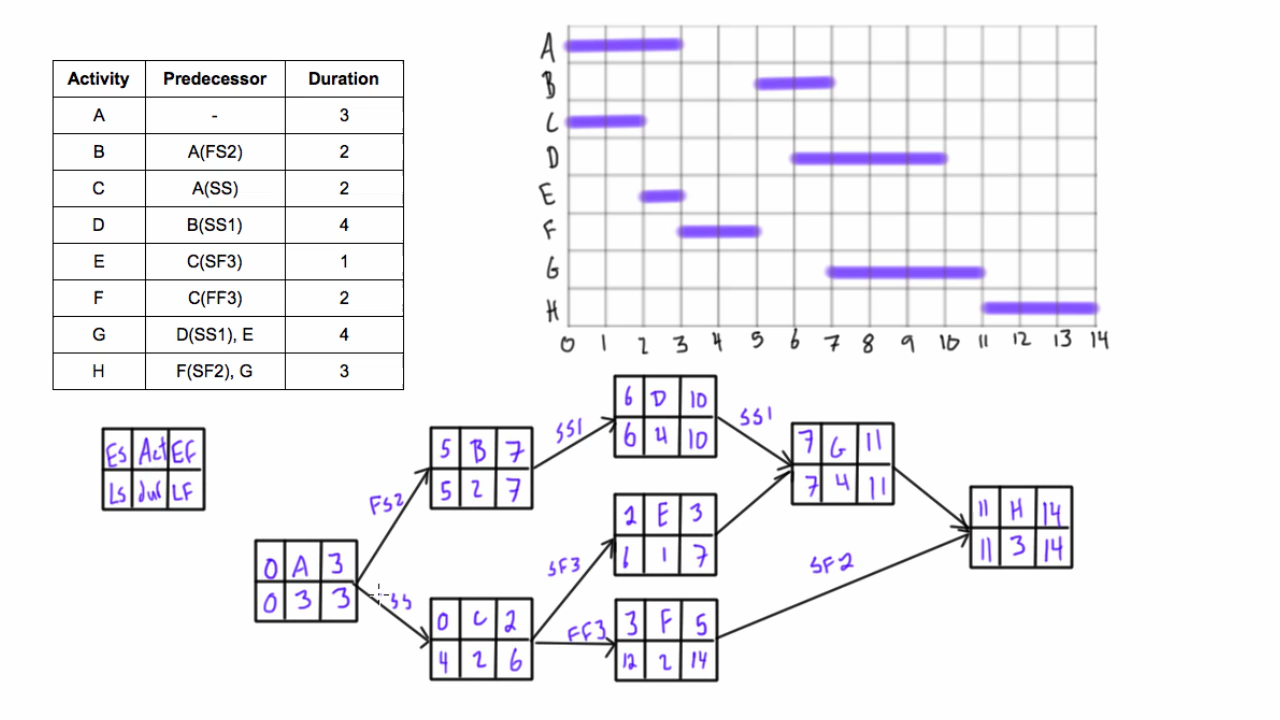 Activity Predecessor Duration
A - 3
B A(FS2) 2
C A(SS) 2
D B(SS1) 4
E C(SF3) 1
F C(FF3) 2
G D(SS1), E 4
H F(SF2), G 3
A
B
C
D
E
F
G
H
0 1 2 3 4 5 6 7 8 9 10 11 12 13 14
Es Act EF
Ls dur LF
0 A 3
0 3 3
FS2
SS
5 B 7
5 2 7
0 C 2
4 2 6
SS1
SF3
FF3
6 D 10
6 4 10
2 E 3
6 1 7
3 F 5
12 2 14
SS1
SF2
7 G 11
7 4 11
11 H 14
11 3 14